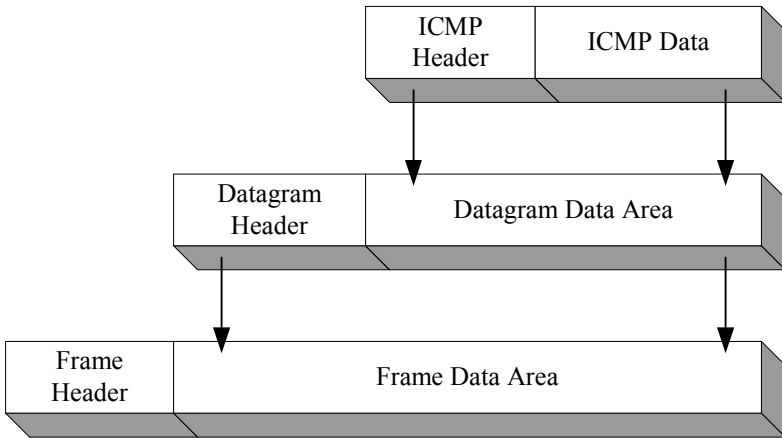 ICMP
Header
ICMP Data
Datagram
Header
Datagram Data Area
Frame
Header
Frame Data Area